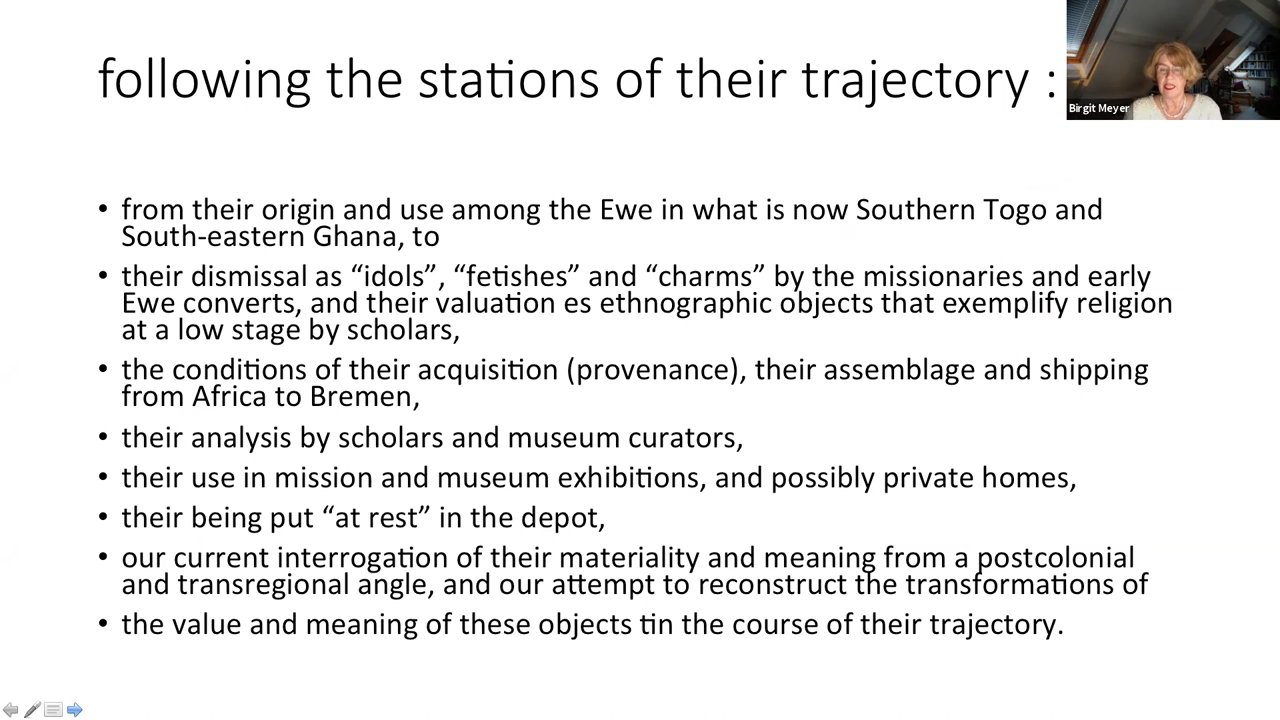 following the stations of their trajectory :
Birgit Meyer
• from their origin and use among the Ewe in what is now Southern Togo and
South-eastern Ghana, to
• their dismissal as “idols”, “fetishes” and “charms” by the missionaries and early
Ewe converts, and their valuation es ethnographic objects that exemplify religion
at a low stage by scholars,
• the conditions of their acquisition (provenance), their assemblage and shipping
from Africa to Bremen,
• their analysis by scholars and museum curators,
• their use in mission and museum exhibitions, and possibly private homes,
• their being put “at rest” in the depot,
• our current interrogation of their materiality and meaning from a postcolonial
and transregional angle, and our attempt to reconstruct the transformations of
• the value and meaning of these objects tin the course of their trajectory.